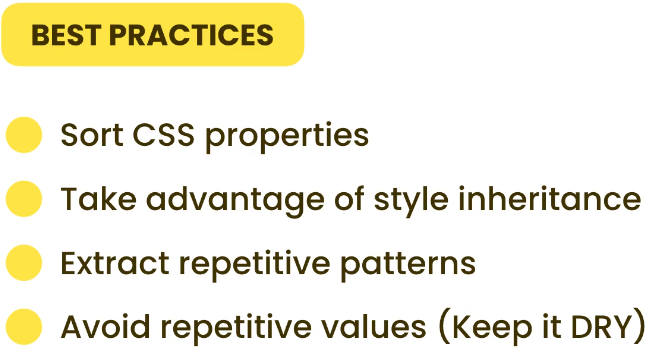 BEST PRACTICES
Sort CSS properties
Take advantage of style inheritance
Extract repetitive patterns
Avoid repetitive values (Keep it DRY)